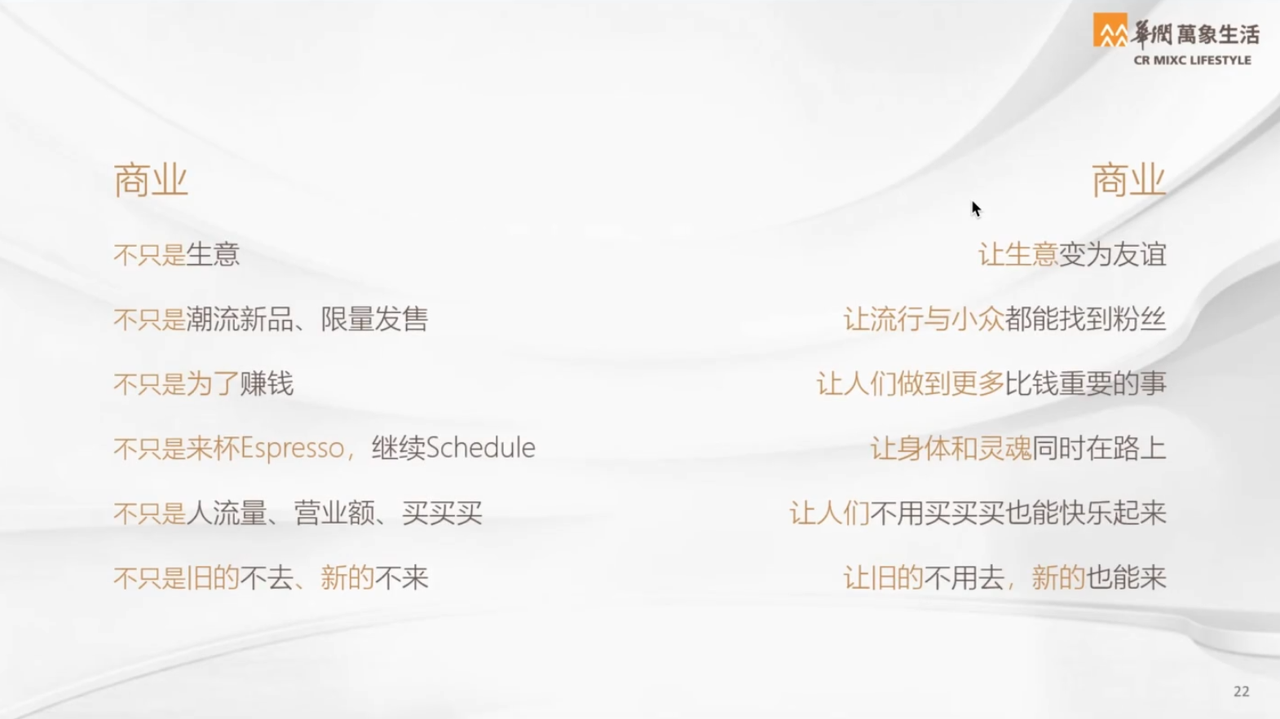 華潤萬象生活
CR MIXC LIFESTYLE
商业
不只是生意
不只是潮流新品、限量发售
不只是为了赚钱
不只是来杯Espresso，继续Schedule
不只是人流量、营业额、买买买
不只是旧的不去、新的不来
商业
让生意变为友谊
让流行与小众都能找到粉丝
让人们做到更多比钱重要的事
让身体和灵魂同时在路上
让人们不用买买买也能快乐起来
让旧的不用去，新的也能来
22